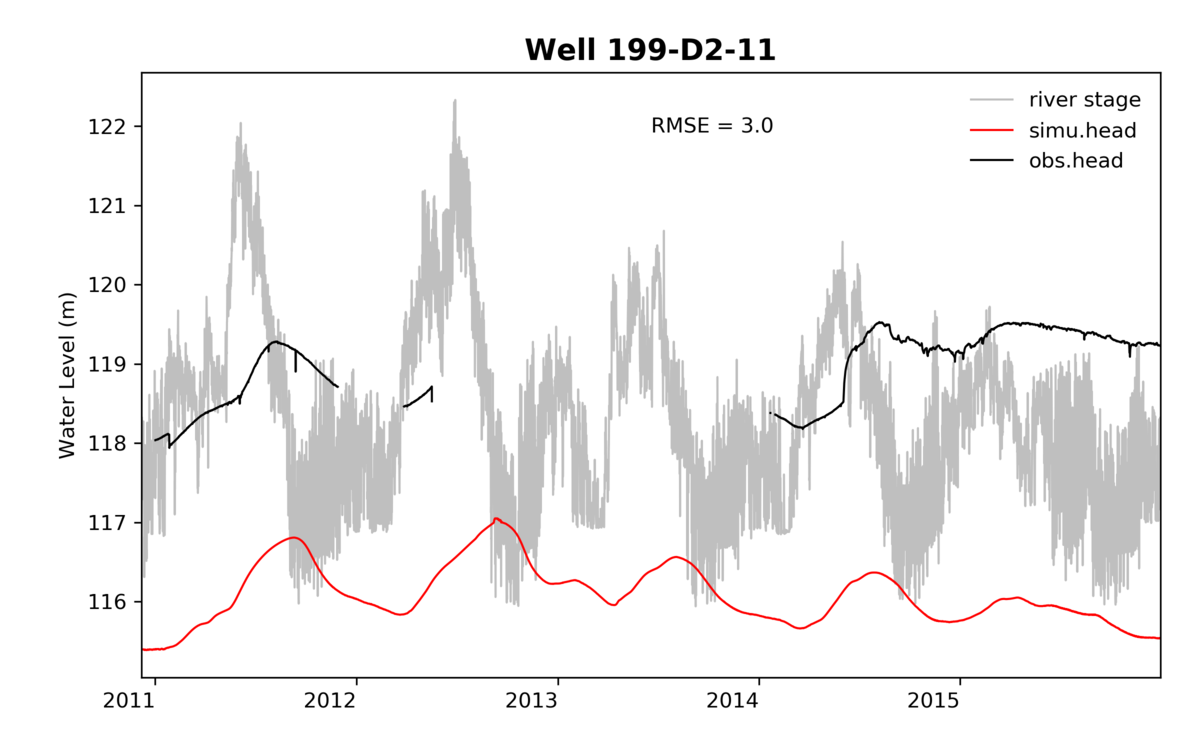 Well 199-D2-11
RMSE = 3.0
river stage
simu.head
obs.head
Water Level (m)
122
121
120
119
118
117
116
2011 2012 2013 2014 2015